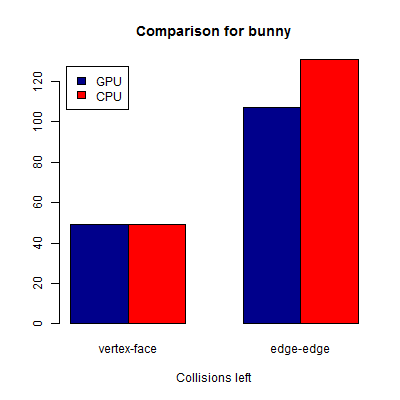 Comparison for bunny
GPU
CPU
120
100
80
60
40
20
0
vertex-face edge-edge
Collisions left